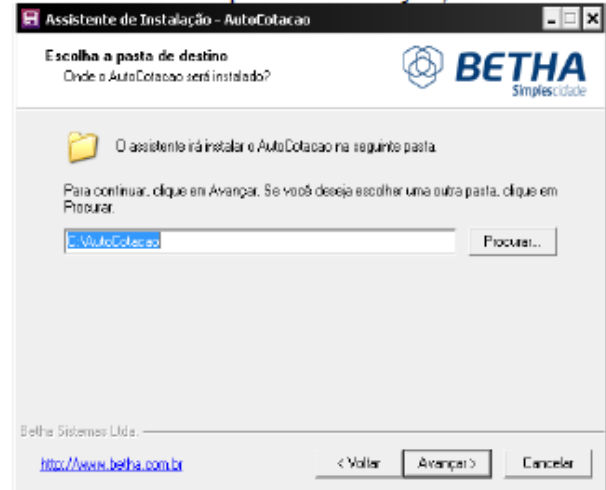 Assistente de Instalação - AutoCotacao
Escolha a pasta de destino
Onde o AutoCotacao será instalado?
BETHA
Simplescidade
O assistente irá instalar o AutoCotacao na seguinte pasta.
Para continuar, clique em Avançar. Se você deseja escolher uma outra pasta, clique em
Procurar.
C:\AutoCotacao
Procurar...
Betha Sistemas Ltda.
http://www.betha.com.br
< Voltar
Avançar >
Cancelar